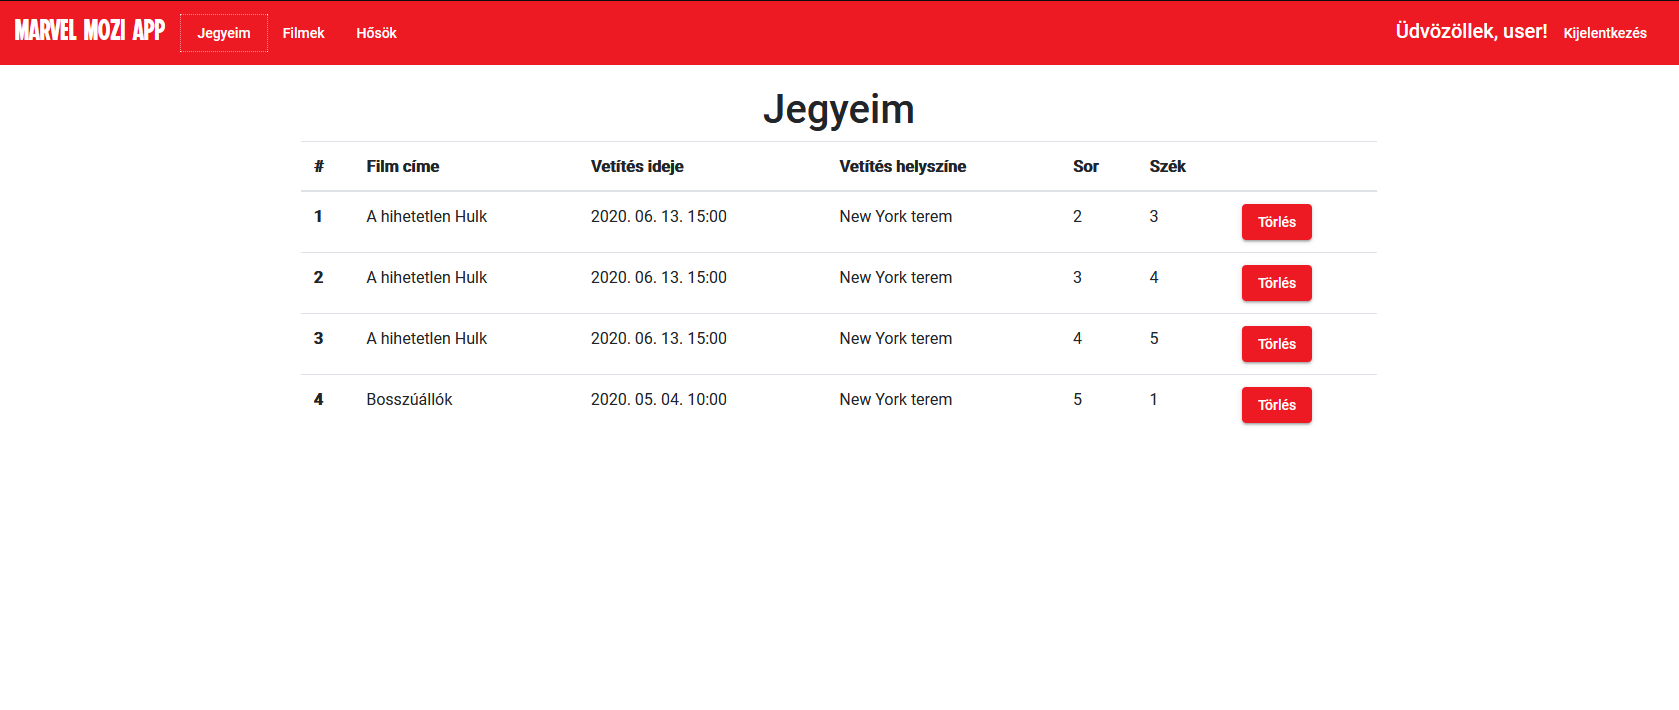 MARVEL MOZI APP Jegyeim Filmek Hősök Üdvözöllek, user! Kijelentkezés
Jegyeim
# Film címe Vetítés ideje Vetítés helyszíne Sor Szék
1 A hihetetlen Hulk 2020. 06. 13. 15:00 New York terem 2 3 Törlés
2 A hihetetlen Hulk 2020. 06. 13. 15:00 New York terem 3 4 Törlés
3 A hihetetlen Hulk 2020. 06. 13. 15:00 New York terem 4 5 Törlés
4 Bosszúállók 2020. 05. 04. 10:00 New York terem 5 1 Törlés